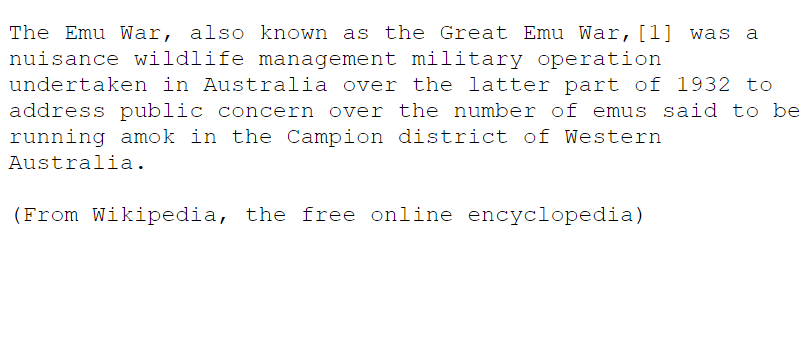 The Emu War, also known as the Great Emu War,[1] was a
nuisance wildlife management military operation
undertaken in Australia over the latter part of 1932 to
address public concern over the number of emus said to be
running amok in the Campion district of Western
Australia.

(From Wikipedia, the free online encyclopedia)